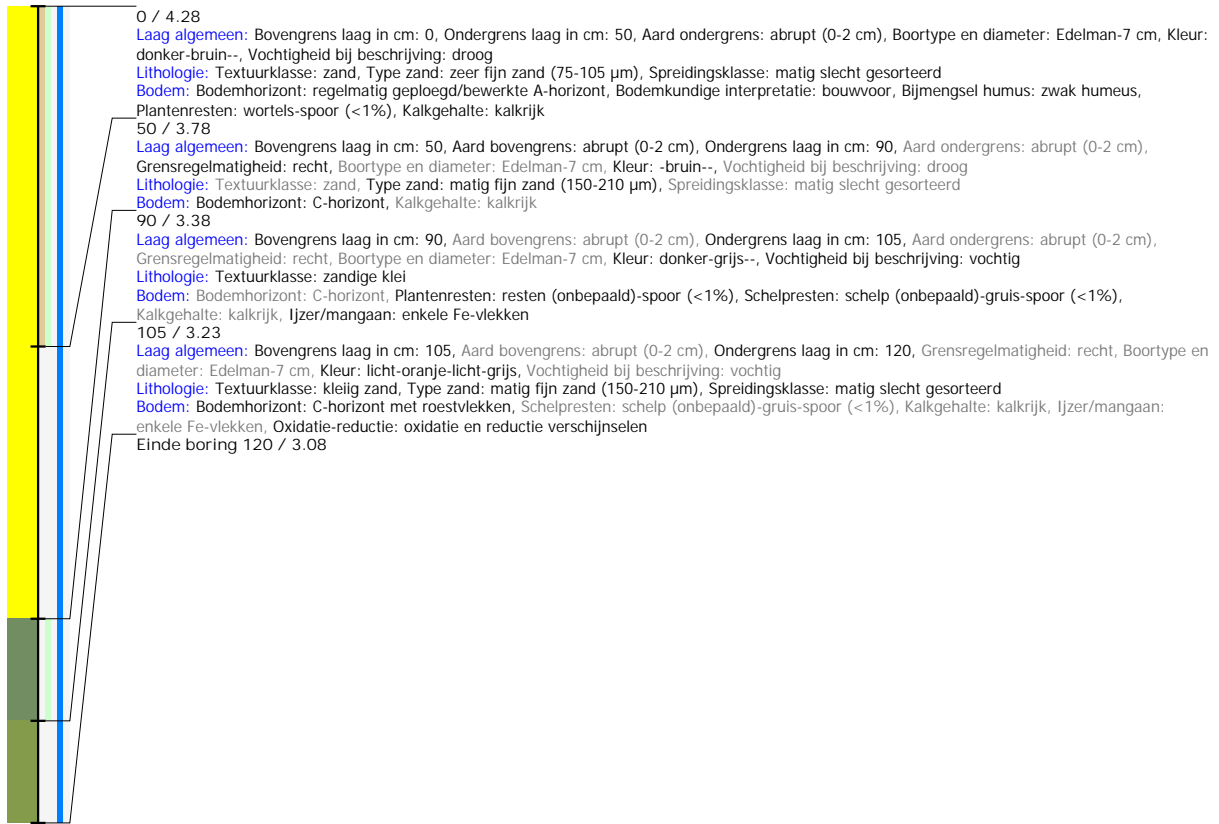 0 / 4.28
Laag algemeen: Bovengrens laag in cm: 0, Ondergrens laag in cm: 50, Aard ondergrens: abrupt (0-2 cm), Boortype en diameter: Edelman-7 cm, Kleur:
donker-bruin--, Vochtigheid bij beschrijving: droog
Lithologie: Textuurklasse: zand, Type zand: zeer fijn zand (75-105 µm), Spreidingsklasse: matig slecht gesorteerd
Bodem: Bodemhorizont: regelmatig geploegd/bewerkte A-horizont, Bodemkundige interpretatie: bouwvoor, Bijmengsel humus: zwak humeus,
Plantenresten: wortels-spoor (<1%), Kalkgehalte: kalkrijk
50 / 3.78
Laag algemeen: Bovengrens laag in cm: 50, Aard bovengrens: abrupt (0-2 cm), Ondergrens laag in cm: 90, Aard ondergrens: abrupt (0-2 cm),
Grensregelmatigheid: recht, Boortype en diameter: Edelman-7 cm, Kleur: -bruin--, Vochtigheid bij beschrijving: droog
Lithologie: Textuurklasse: zand, Type zand: matig fijn zand (150-210 µm), Spreidingsklasse: matig slecht gesorteerd
Bodem: Bodemhorizont: C-horizont, Kalkgehalte: kalkrijk
90 / 3.38
Laag algemeen: Bovengrens laag in cm: 90, Aard bovengrens: abrupt (0-2 cm), Ondergrens laag in cm: 105, Aard ondergrens: abrupt (0-2 cm),
Grensregelmatigheid: recht, Boortype en diameter: Edelman-7 cm, Kleur: donker-grijs--, Vochtigheid bij beschrijving: vochtig
Lithologie: Textuurklasse: zandige klei
Bodem: Bodemhorizont: C-horizont, Plantenresten: resten (onbepaald)-spoor (<1%), Schelpresten: schelp (onbepaald)-gruis-spoor (<1%),
Kalkgehalte: kalkrijk, Ijzer/mangaan: enkele Fe-vlekken
105 / 3.23
Laag algemeen: Bovengrens laag in cm: 105, Aard bovengrens: abrupt (0-2 cm), Ondergrens laag in cm: 120, Grensregelmatigheid: recht, Boortype en
diameter: Edelman-7 cm, Kleur: licht-oranje-licht-grijs, Vochtigheid bij beschrijving: vochtig
Lithologie: Textuurklasse: kleiig zand, Type zand: matig fijn zand (150-210 µm), Spreidingsklasse: matig slecht gesorteerd
Bodem: Bodemhorizont: C-horizont met roestvlekken, Schelpresten: schelp (onbepaald)-gruis-spoor (<1%), Kalkgehalte: kalkrijk, Ijzer/mangaan:
enkele Fe-vlekken, Oxidatie-reductie: oxidatie en reductie verschijnselen
Einde boring 120 / 3.08